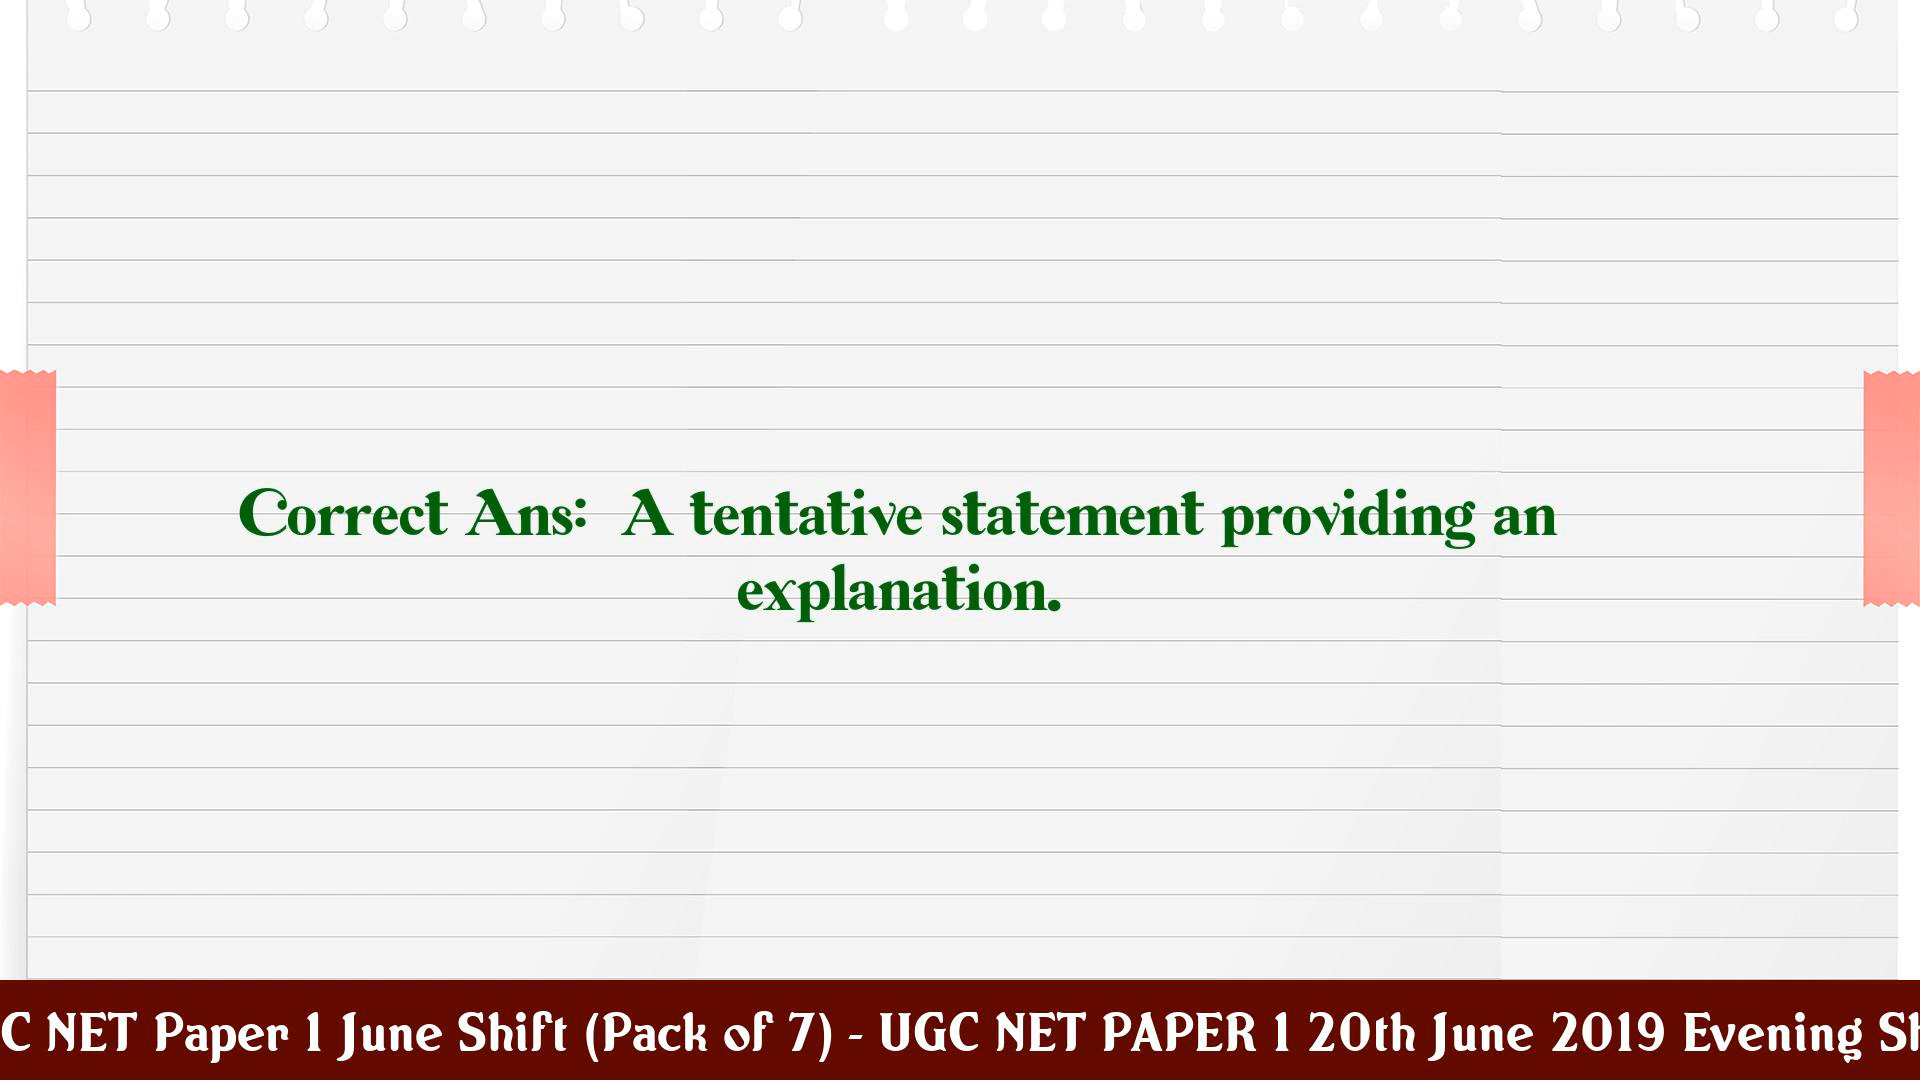 Correct Ans:  A tentative statement providing an
explanation.
C NET Paper 1 June Shift (Pack of 7) - UGC NET PAPER 1 20th June 2019 Evening Sh